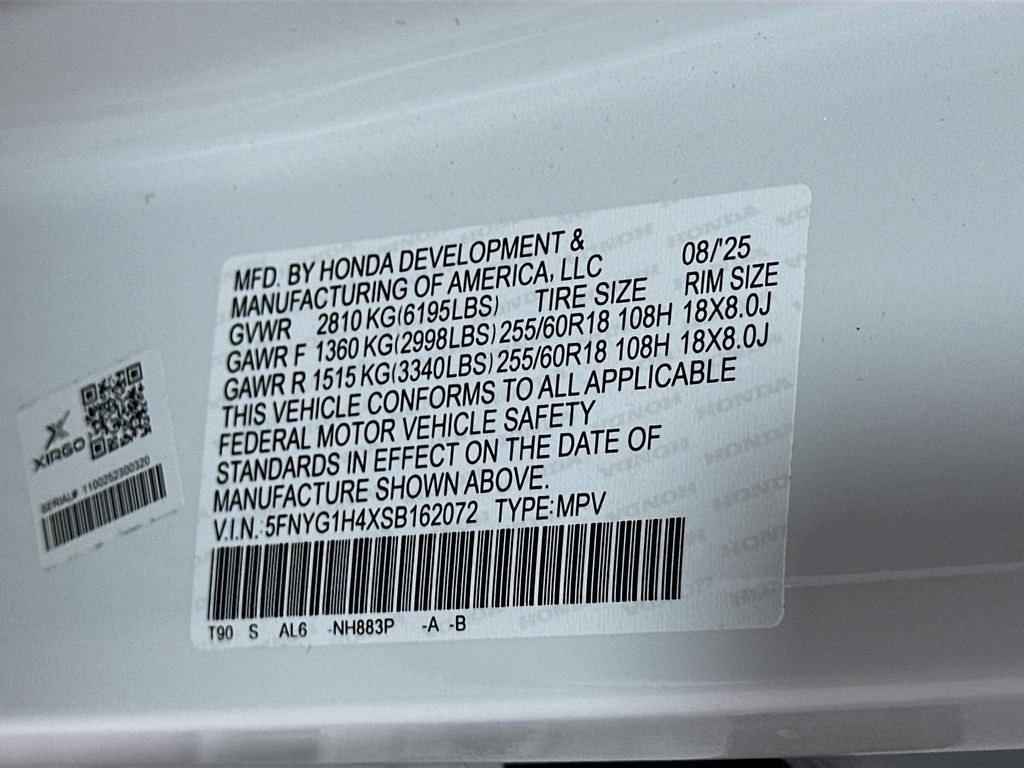 MFD. BY HONDA DEVELOPMENT &
MANUFACTURING OF AMERICA, LLC 08/'25
GVWR 2810 KG(6195LBS) TIRE SIZE RIM SIZE
GAWR F 1360 KG(2998LBS) 255/60R18 108H 18X8.0J
GAWR R 1515 KG(3340LBS) 255/60R18 108H 18X8.0J
THIS VEHICLE CONFORMS TO ALL APPLICABLE
FEDERAL MOTOR VEHICLE SAFETY
STANDARDS IN EFFECT ON THE DATE OF
MANUFACTURE SHOWN ABOVE.
V.I.N.: 5FNYG1H4XSB162072 TYPE: MPV
T90 S AL6 -NH883P -A -B
XIRGO
SERIAL# 1100252300320